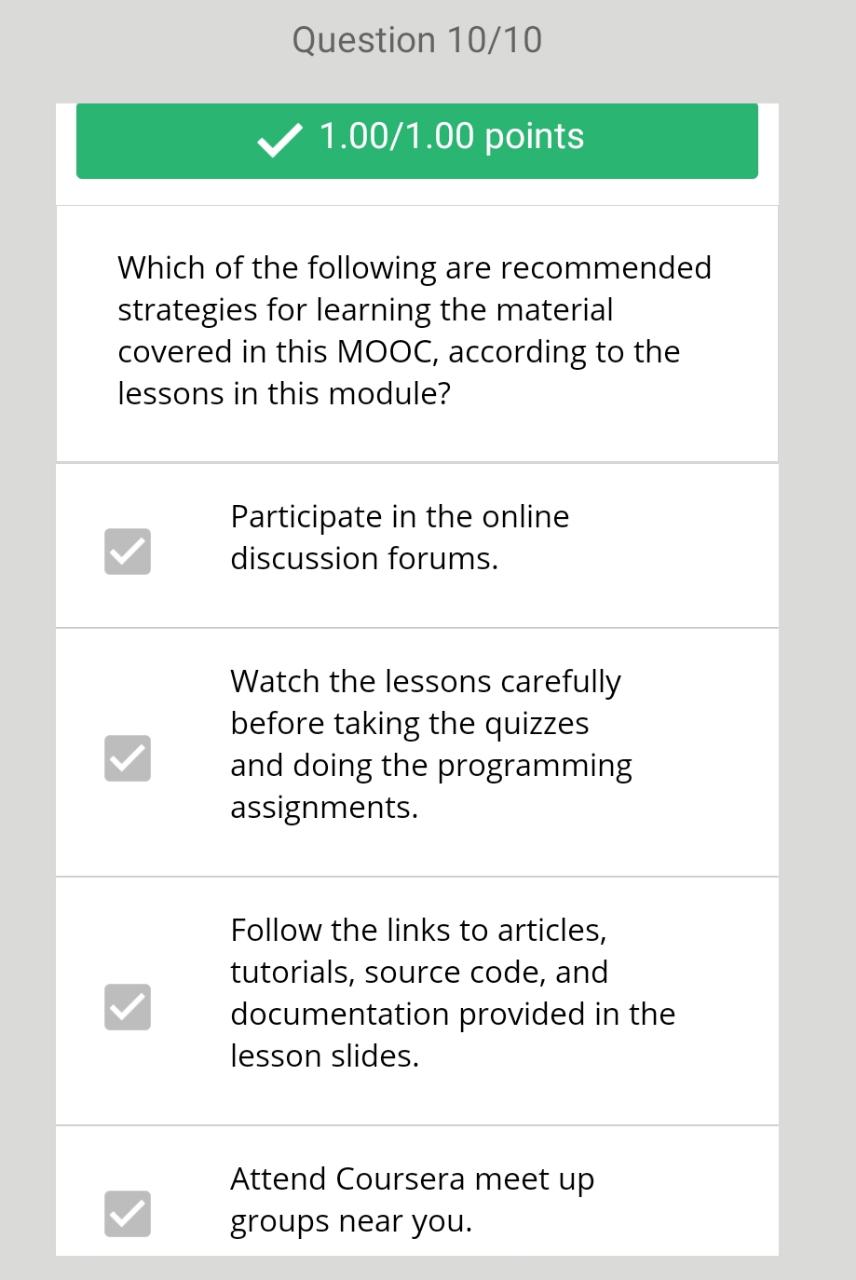 Question 10/10
1.00/1.00 points
Which of the following are recommended
strategies for learning the material
covered in this MOOC, according to the
lessons in this module?
Participate in the online
discussion forums.
Watch the lessons carefully
before taking the quizzes
and doing the programming
assignments.
Follow the links to articles,
tutorials, source code, and
documentation provided in the
lesson slides.
Attend Coursera meet up
groups near you.